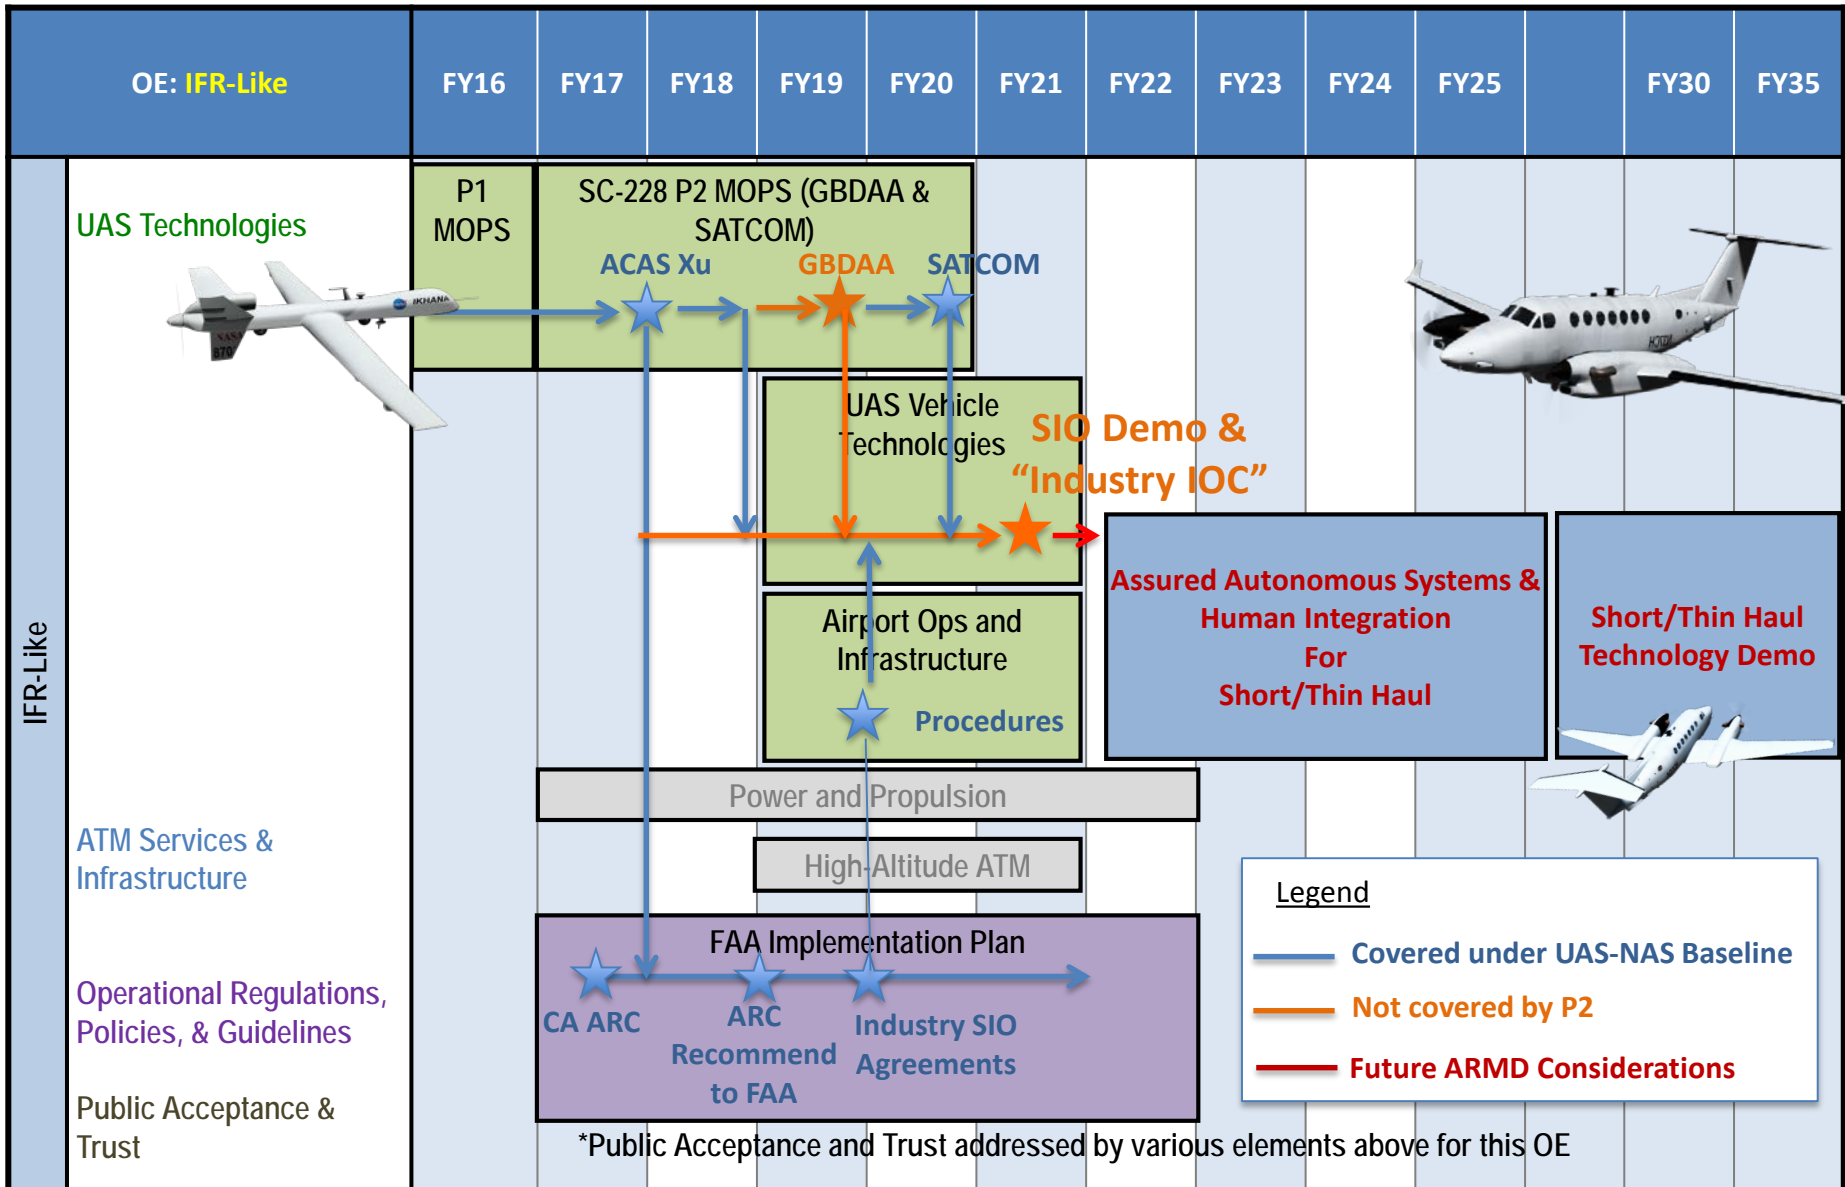 OE: IFR-Like
FY16
FY17
FY18
FY19
FY20
FY21
FY22
FY23
FY24
FY25
FY30
FY35
IFR-Like
UAS Technologies
P1
MOPS
SC-228 P2 MOPS (GBDAA &
SATCOM)
ACAS Xu
GBDAA
SATCOM
IKHANA
NASA
870
UAS Vehicle
Technologies
SIO Demo &
“Industry IOC”
Airport Ops and
Infrastructure
Procedures
Assured Autonomous Systems &
Human Integration
For
Short/Thin Haul
Short/Thin Haul
Technology Demo
Power and Propulsion
ATM Services &
Infrastructure
High-Altitude ATM
FAA Implementation Plan
Operational Regulations,
Policies, & Guidelines
CA ARC
ARC
Recommend
to FAA
Industry SIO
Agreements
Public Acceptance &
Trust
*Public Acceptance and Trust addressed by various elements above for this OE
Legend
Covered under UAS-NAS Baseline
Not covered by P2
Future ARMD Considerations